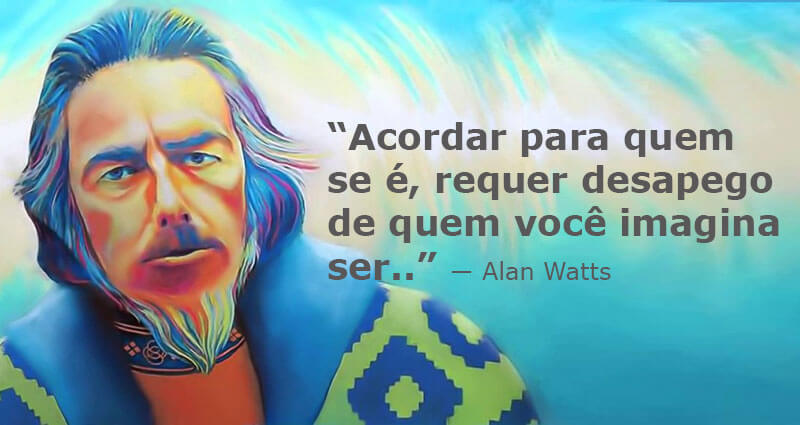 “Acordar para quem
se é, requer desapego
de quem você imagina
ser..” — Alan Watts